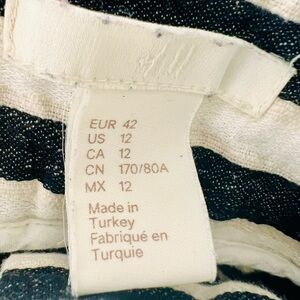 H&M
EUR 42
US 12
CA 12
CN 170/80A
MX 12
Made in
Turkey
Fabriqué en
Turquie